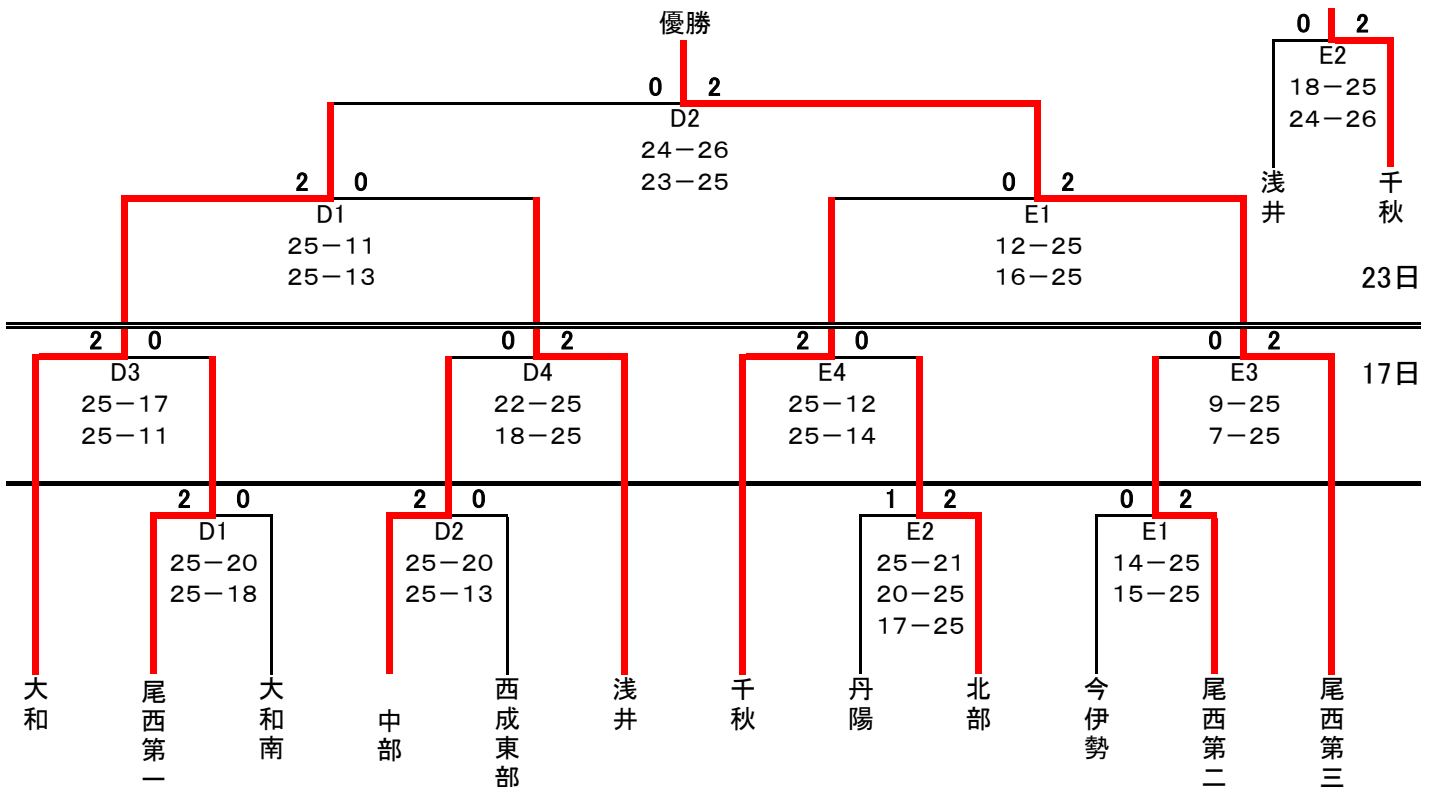 優勝
0 2
E2
18－25
24－26
浅井
千秋
0 2
D2
24－26
23－25
2 0
D1
25－11
25－13
0 2
E1
12－25
16－25
23日
2 0
D3
25－17
25－11
0 2
D4
22－25
18－25
2 0
E4
25－12
25－14
0 2
E3
9－25
7－25
17日
2 0
D1
25－20
25－18
2 0
D2
25－20
25－13
1 2
E2
25－21
20－25
17－25
0 2
E1
14－25
15－25
大和
尾西第一
大和南
中部
西成東部
浅井
千秋
丹陽
北部
今伊勢
尾西第二
尾西第三